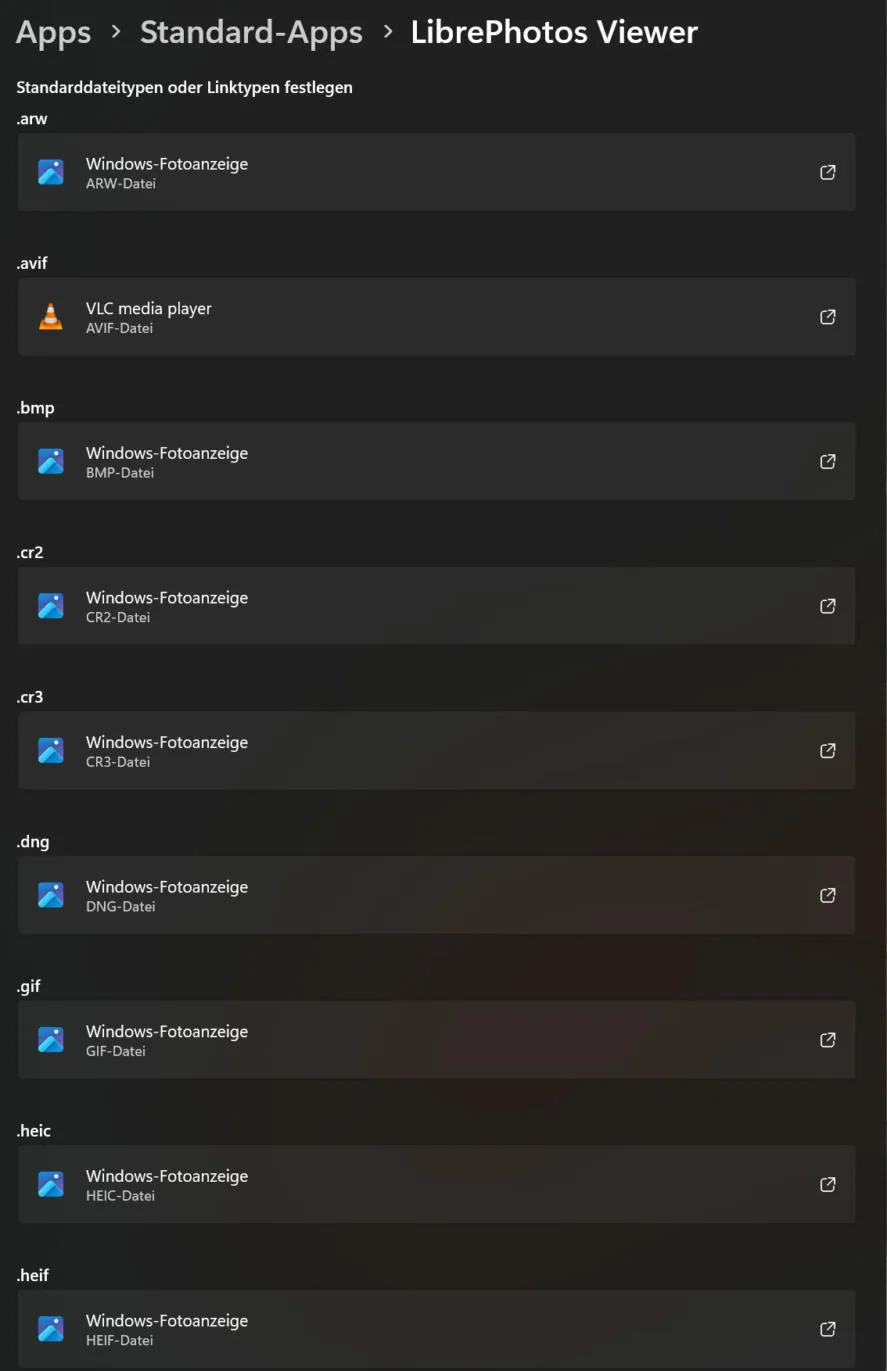 Apps > Standard-Apps > LibrePhotos Viewer
Standarddateitypen oder Linktypen festlegen
.arw
Windows-Fotoanzeige
ARW-Datei
.avif
VLC media player
AVIF-Datei
.bmp
Windows-Fotoanzeige
BMP-Datei
.cr2
Windows-Fotoanzeige
CR2-Datei
.cr3
Windows-Fotoanzeige
CR3-Datei
.dng
Windows-Fotoanzeige
DNG-Datei
.gif
Windows-Fotoanzeige
GIF-Datei
.heic
Windows-Fotoanzeige
HEIC-Datei
.heif
Windows-Fotoanzeige
HEIF-Datei